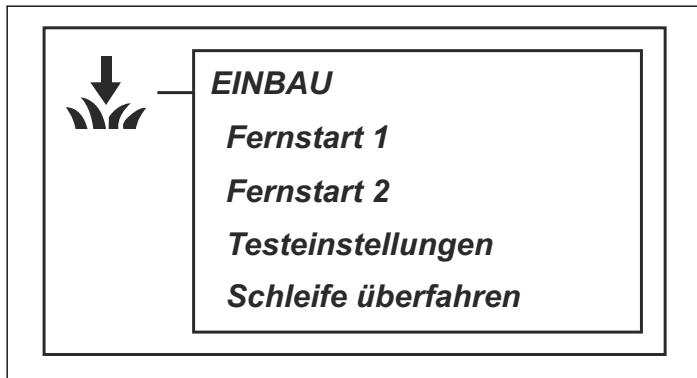 EINBAU
Fernstart 1
Fernstart 2
Testeinstellungen
Schleife überfahren